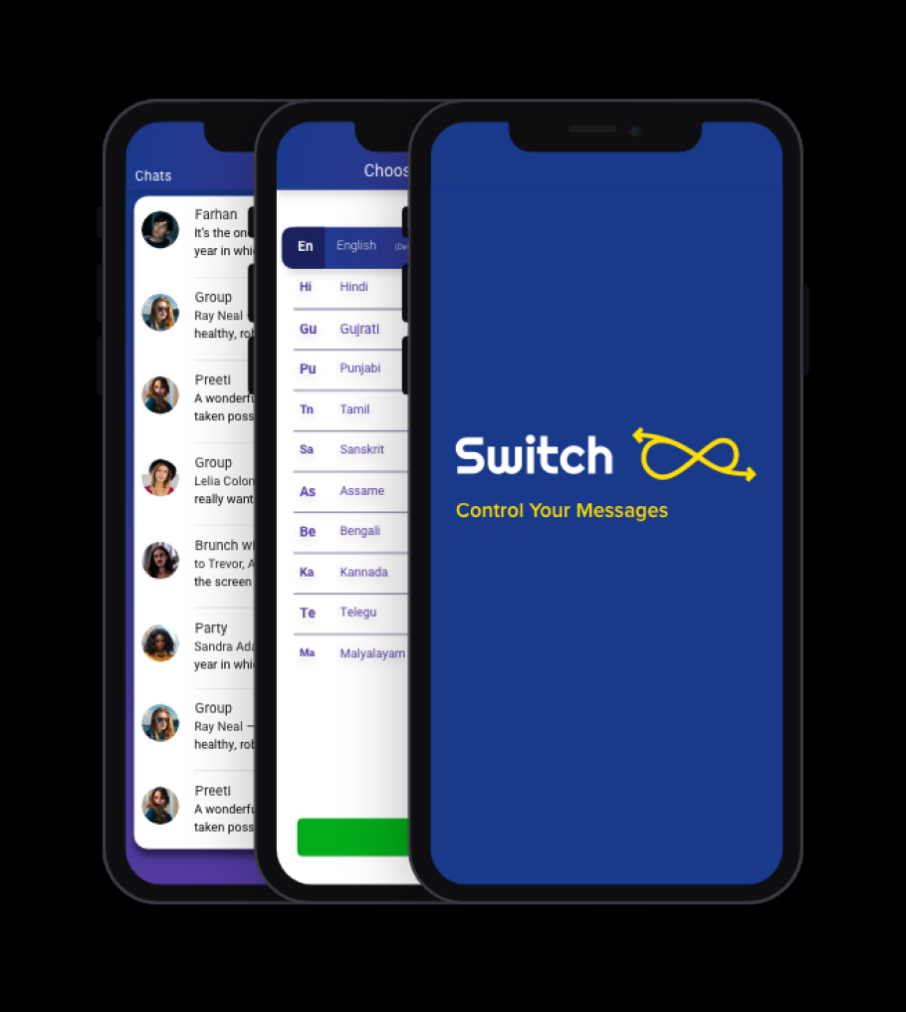 Chats
Farhan
It's the on
year in whi
Group
Ray Neal –
healthy, rob
Preeti
A wonderfu
taken poss
Group
Lelia Colon
really want
Brunch wi
to Trevor, A
the screen
Party
Sandra Ada
year in whi
Group
Ray Neal –
healthy, rob
Preeti
A wonderfu
taken poss
Choos
En English (De
Hi Hindi
Gu Gujrati
Pu Punjabi
Tn Tamil
Sa Sanskrit
As Assame
Be Bengali
Ka Kannada
Te Telegu
Ma Malyalayam
Switch
Control Your Messages